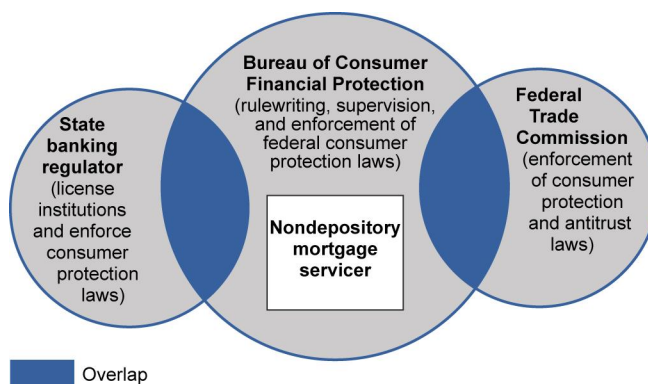 State
banking
regulator
(license
institutions
and enforce
consumer
protection
laws)
Bureau of Consumer
Financial Protection
(rulewriting, supervision,
and enforcement of
federal consumer
protection laws)
Nondepository
mortgage
servicer
Federal
Trade
Commission
(enforcement
of consumer
protection
and antitrust
laws)
Overlap